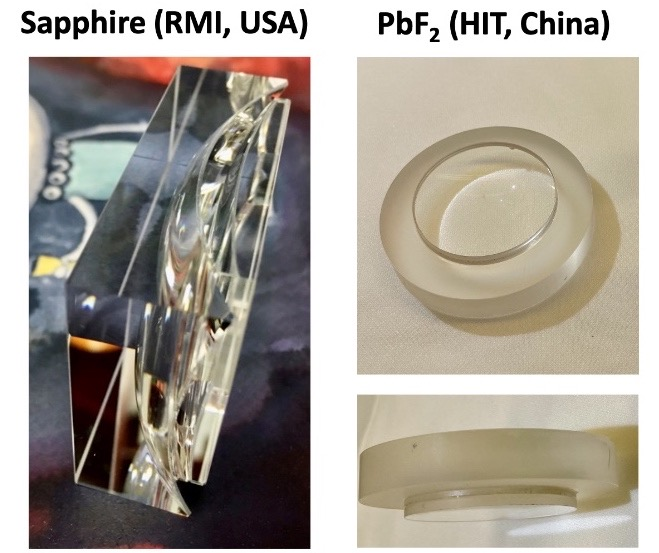 Sapphire (RMI, USA)
PbF₂ (HIT, China)